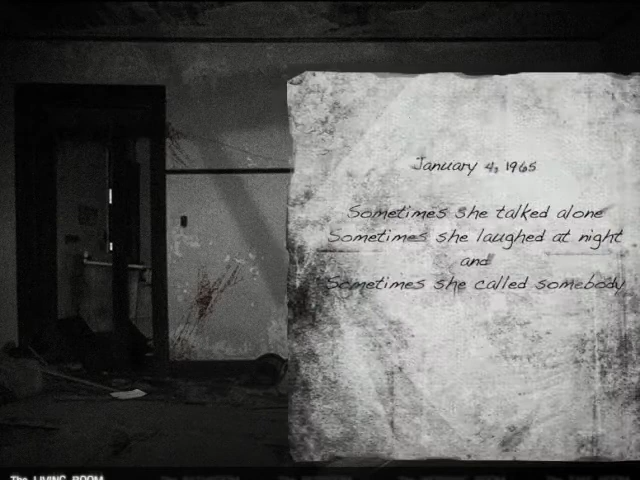 January 4, 1965
Sometimes she talked alone
Sometimes she laughed at night
and
Sometimes she called somebody
The LIVING ROOM